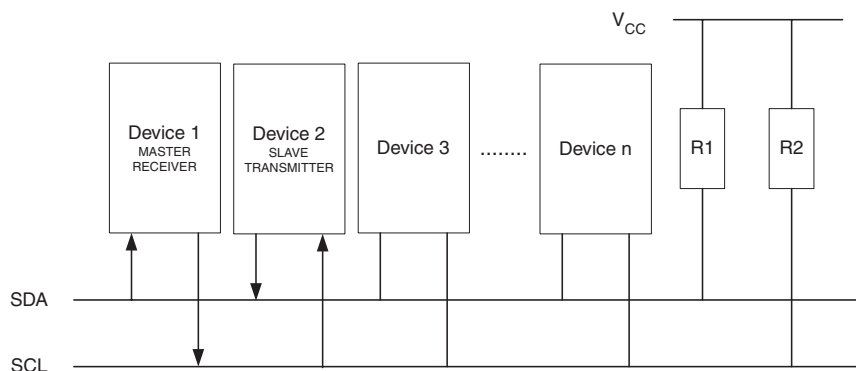 V_CC
Device 1
MASTER
RECEIVER
Device 2
SLAVE
TRANSMITTER
Device 3
........
Device n
R1
R2
SDA
SCL